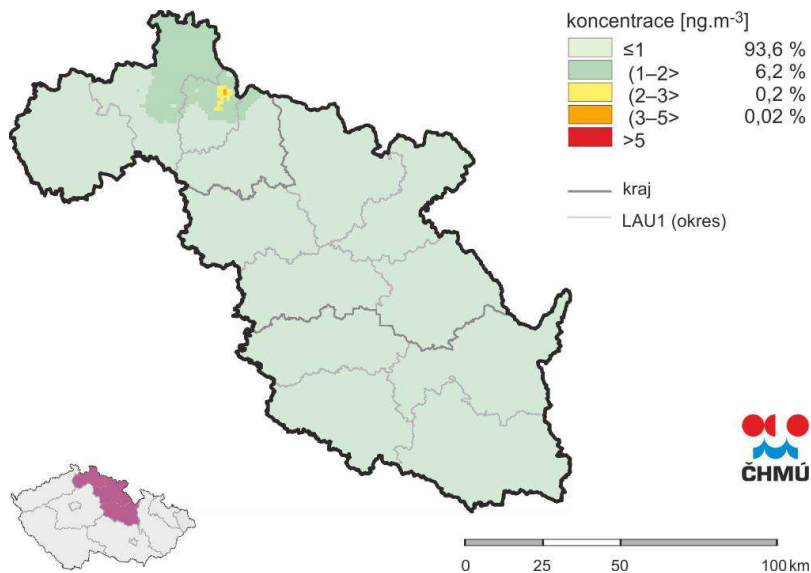 koncentrace [ng.m-3]
≤1 93,6 %
(1–2> 6,2 %
(2–3> 0,2 %
(3–5> 0,02 %
>5
kraj
LAU1 (okres)
ČHMÚ
0 25 50 100 km